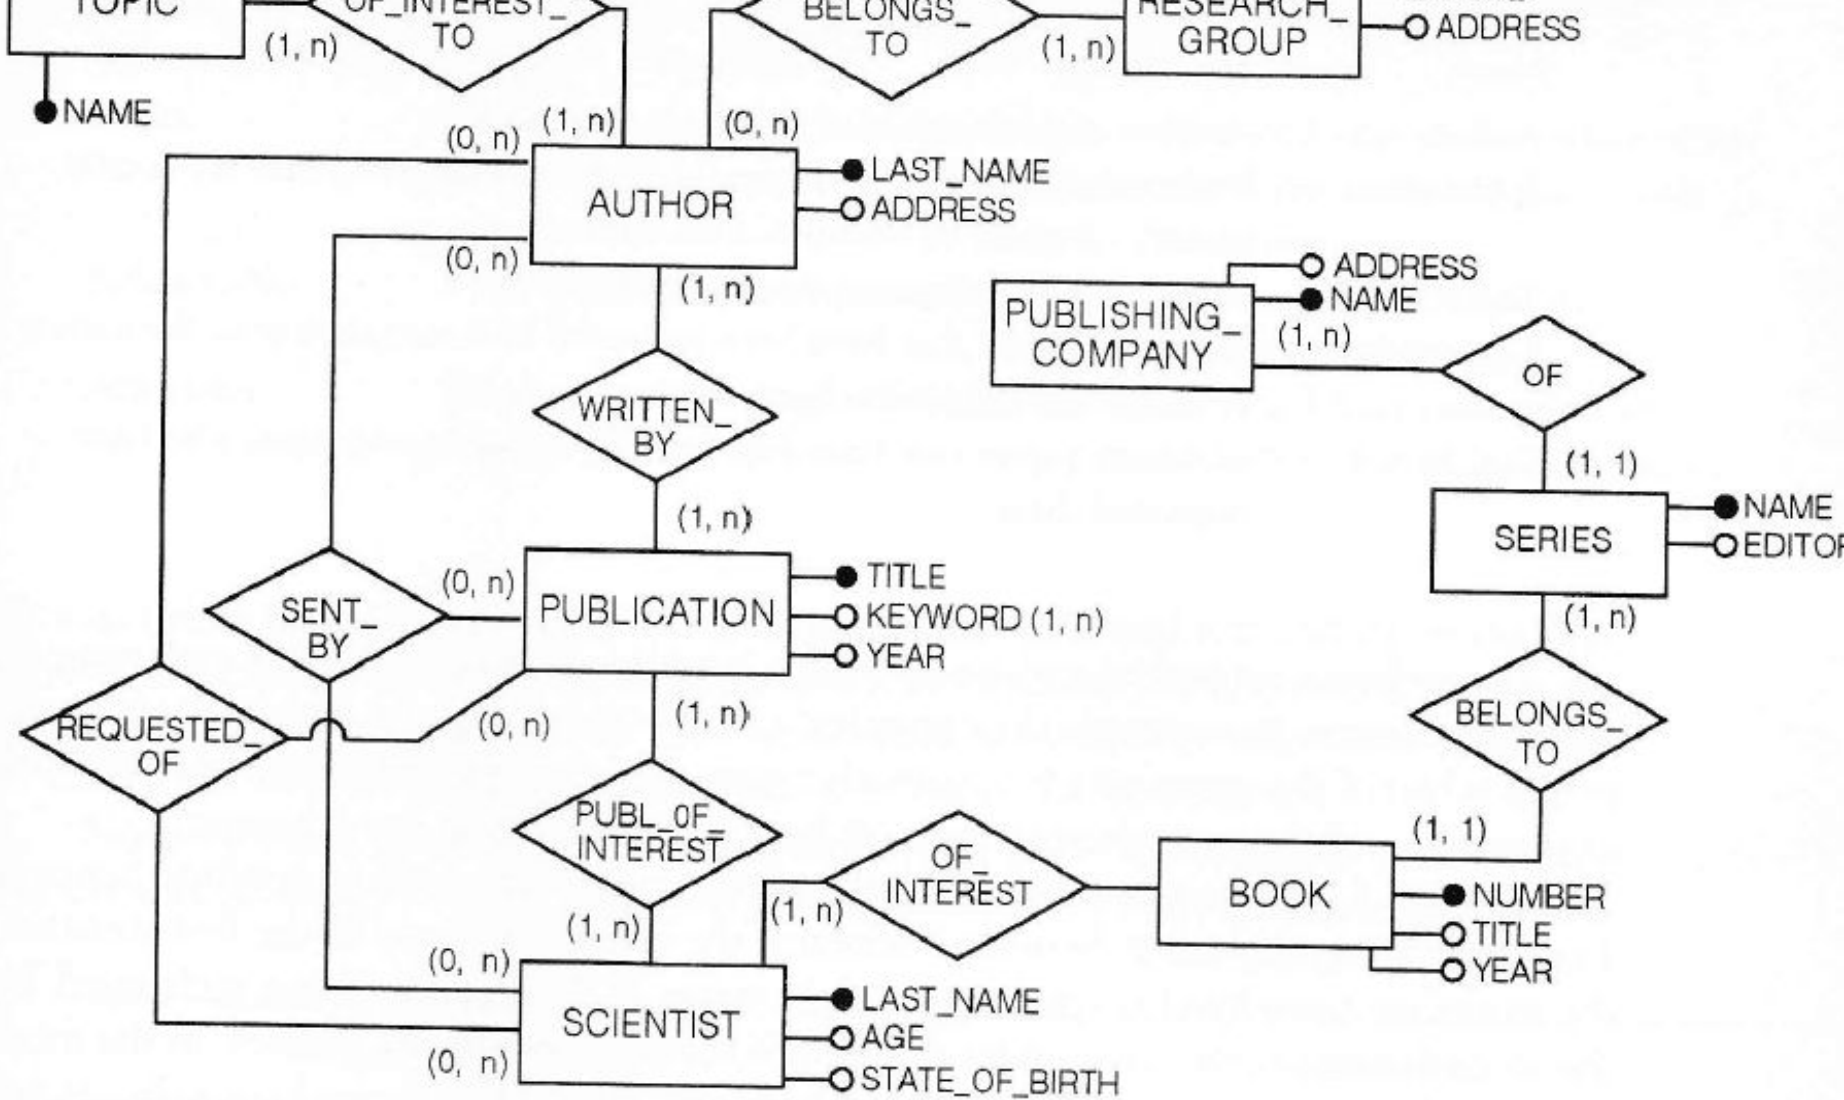 TOPIC
OF_INTEREST_
TO
(1, n)
BELONGS_
TO
(1, n)
RESEARCH_
GROUP
ADDRESS
NAME
(0, n)
(1, n)
(0, n)
AUTHOR
LAST_NAME
ADDRESS
(0, n)
(1, n)
ADDRESS
NAME
PUBLISHING_
COMPANY
(1, n)
OF
WRITTEN_
BY
(1, 1)
(1, n)
SERIES
NAME
EDITOR
SENT_
BY
(0, n)
PUBLICATION
TITLE
KEYWORD (1, n)
YEAR
(1, n)
REQUESTED_
OF
(0, n)
(1, n)
BELONGS_
TO
PUBL_OF_
INTEREST
(1, 1)
OF_
INTEREST
BOOK
NUMBER
TITLE
YEAR
(1, n)
(1, n)
(0, n)
SCIENTIST
LAST_NAME
AGE
STATE_OF_BIRTH
(0, n)